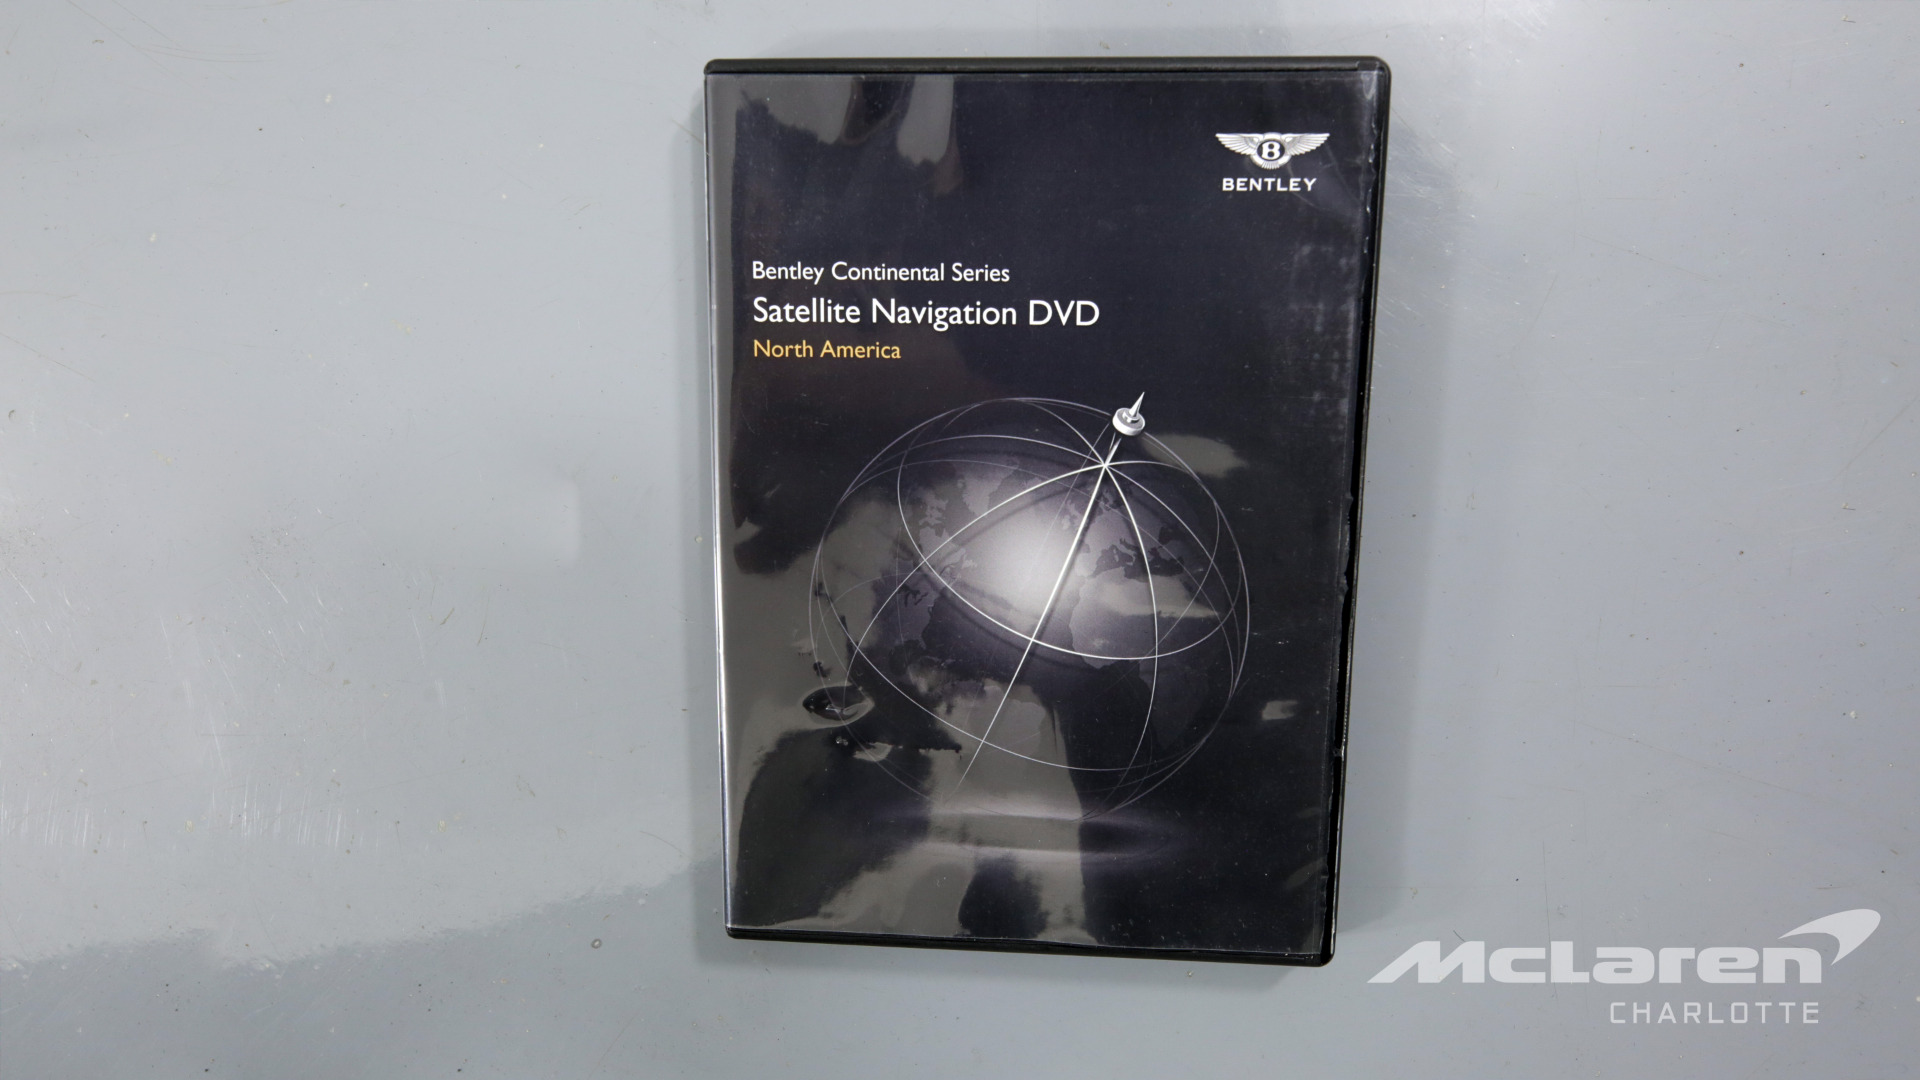 B
BENTLEY
Bentley Continental Series
Satellite Navigation DVD
North America
McLaren
CHARLOTTE